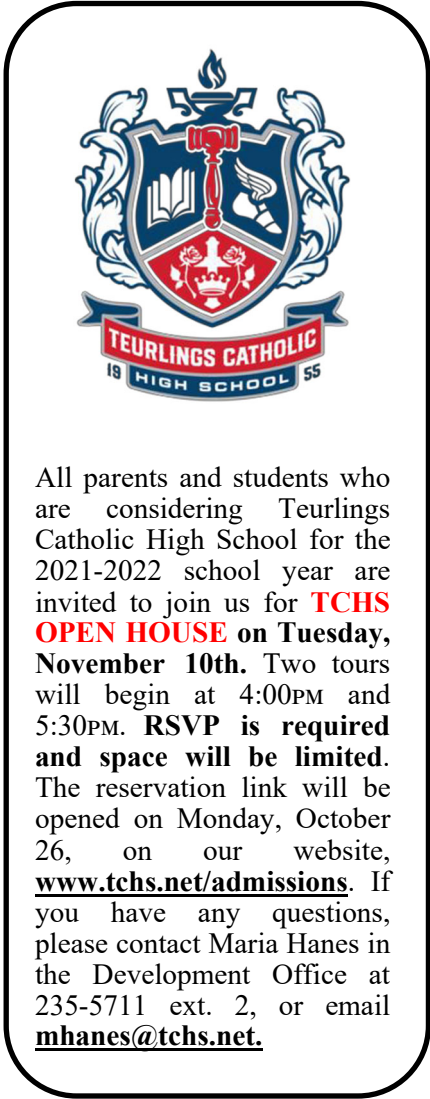 TEURLINGS CATHOLIC
19 HIGH SCHOOL 55
All parents and students who
are considering Teurlings
Catholic High School for the
2021-2022 school year are
invited to join us for TCHS
OPEN HOUSE on Tuesday,
November 10th. Two tours
will begin at 4:00PM and
5:30PM. RSVP is required
and space will be limited.
The reservation link will be
opened on Monday, October
26, on our website,
www.tchs.net/admissions. If
you have any questions,
please contact Maria Hanes in
the Development Office at
235-5711 ext. 2, or email
mhanes@tchs.net.